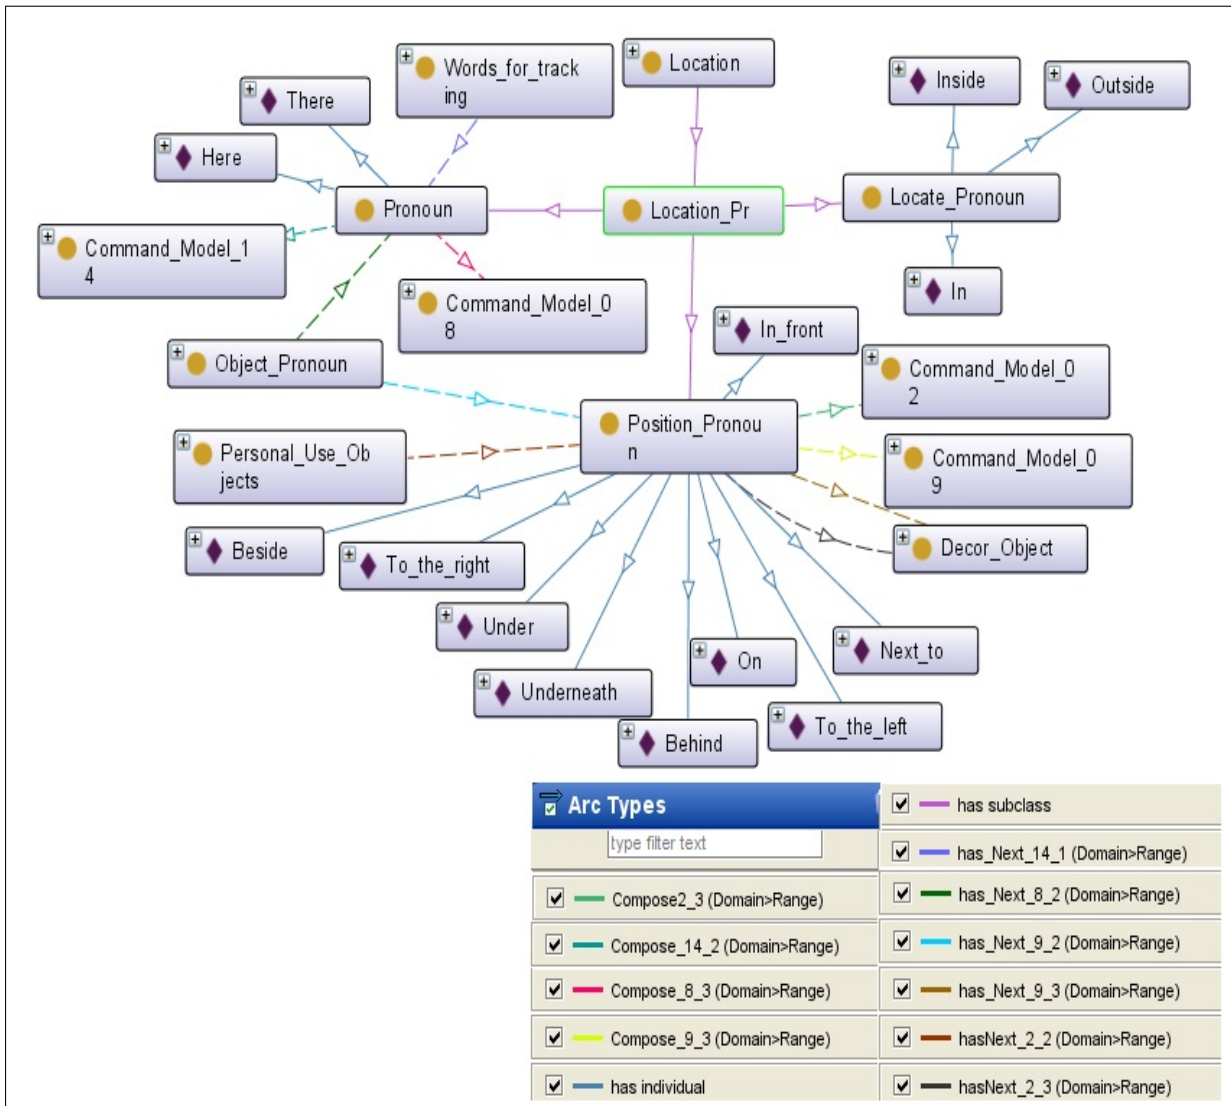 Words_for_track
ing
Location
Inside
Outside
There
Here
Pronoun
Location_Pr
Locate_Pronoun
Command_Model_1
4
Command_Model_0
8
In
In_front
Object_Pronoun
Command_Model_0
2
Position_Pronou
n
Personal_Use_Ob
jects
Command_Model_0
9
Beside
To_the_right
Decor_Object
Under
On
Next_to
Underneath
Behind
To_the_left
Arc Types
type filter text
Compose2_3 (Domain>Range)
Compose_14_2 (Domain>Range)
Compose_8_3 (Domain>Range)
Compose_9_3 (Domain>Range)
has individual
has subclass
has_Next_14_1 (Domain>Range)
has_Next_8_2 (Domain>Range)
has_Next_9_2 (Domain>Range)
has_Next_9_3 (Domain>Range)
hasNext_2_2 (Domain>Range)
hasNext_2_3 (Domain>Range)